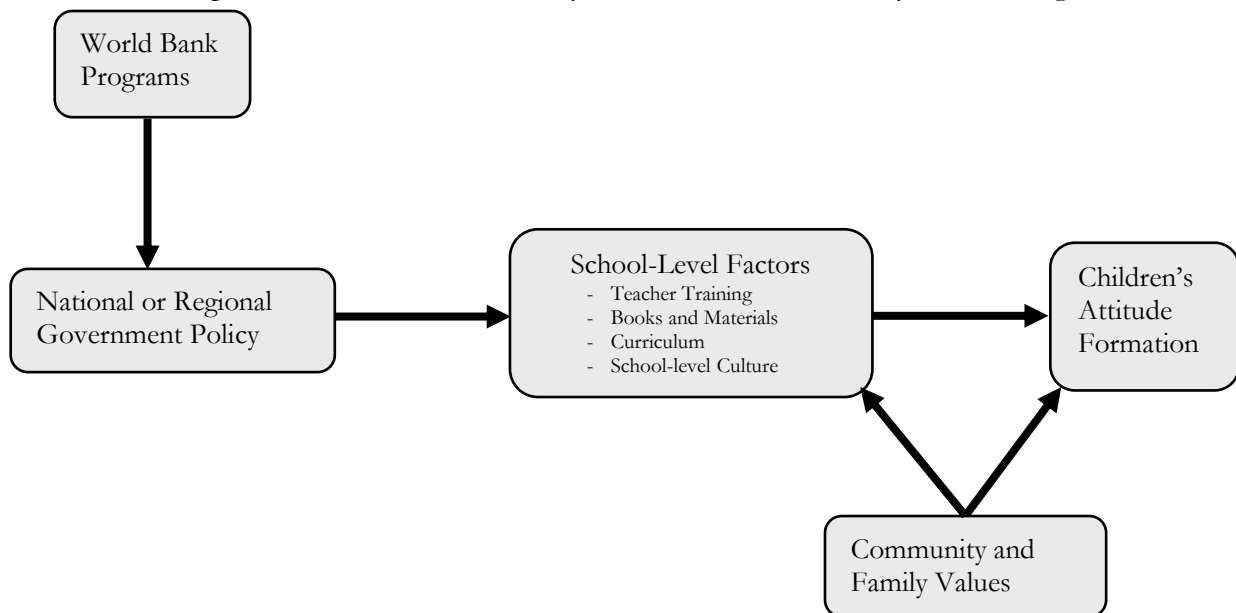 World Bank
Programs
National or Regional
Government Policy
School-Level Factors
- Teacher Training
- Books and Materials
- Curriculum
- School-level Culture
Children’s
Attitude
Formation
Community and
Family Values